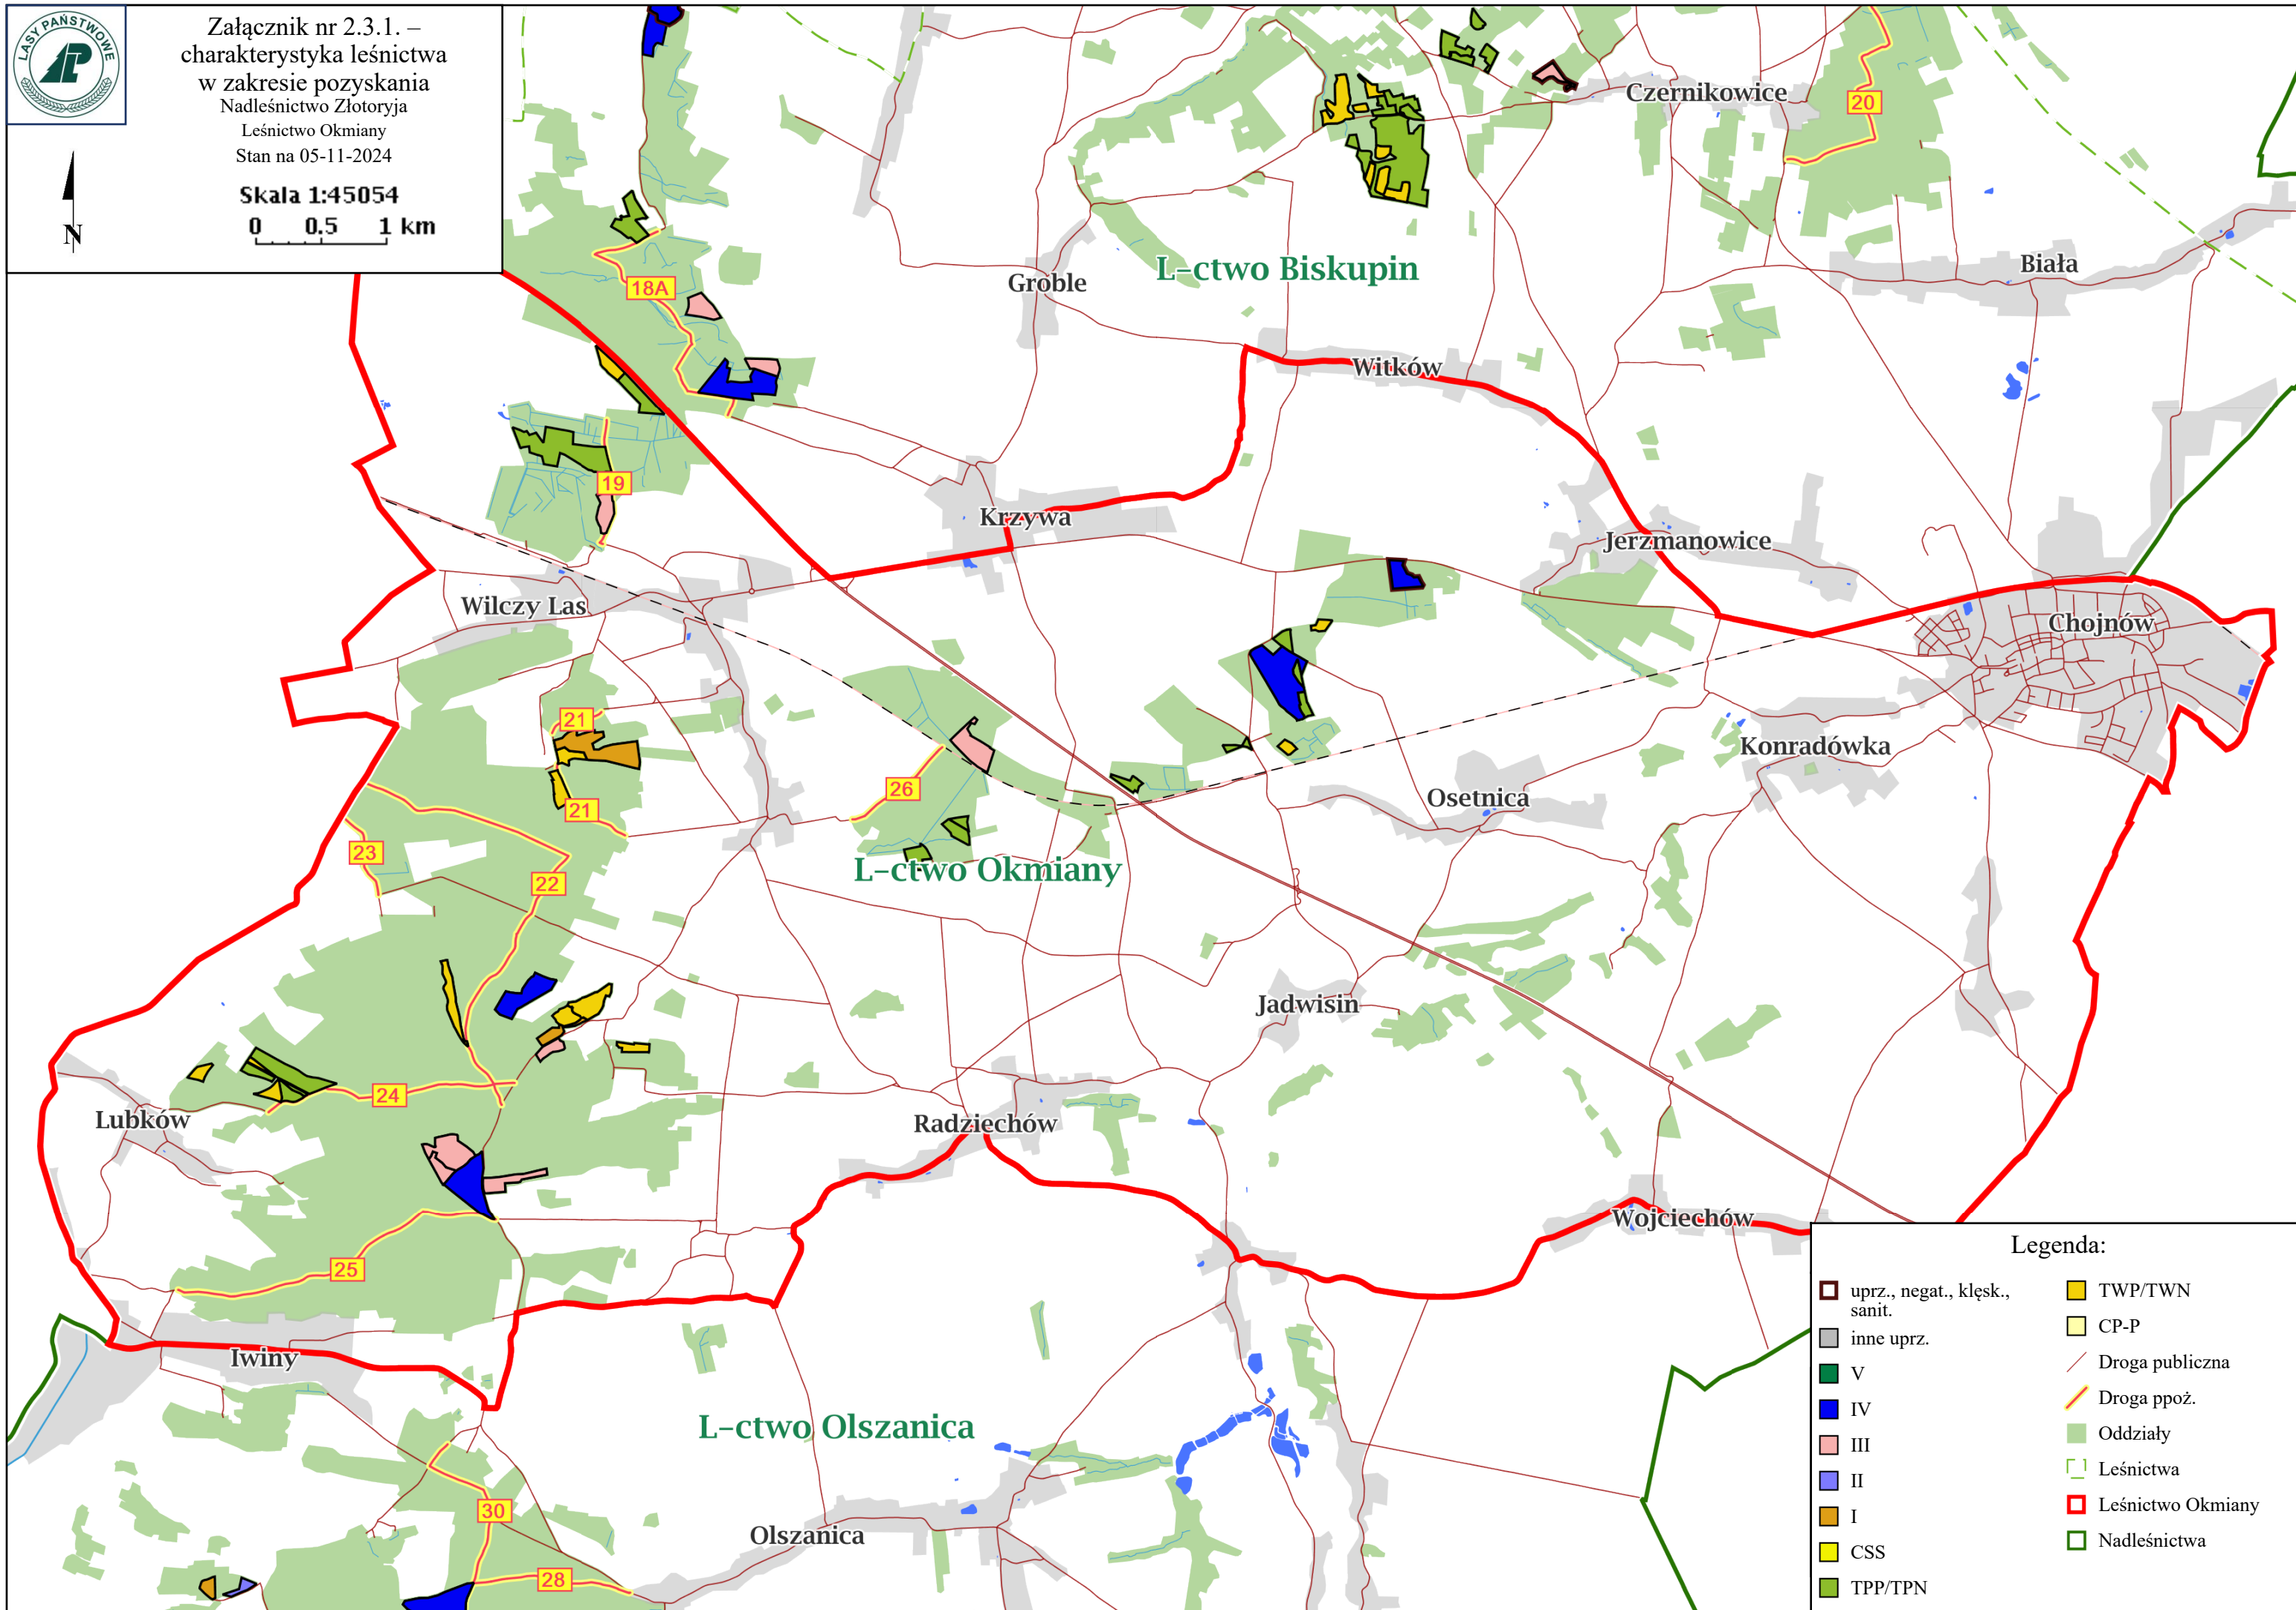 LASY PAŃSTWOWE
Załącznik nr 2.3.1. –
charakterystyka leśnictwa
w zakresie pozyskania
Nadleśnictwo Złotoryja
Leśnictwo Okmiany
Stan na 05-11-2024
Skala 1:45054
0 0.5 1 km
N
Czernikowice
20
Biała
L-ctwo Biskupin
Groble
18A
Witków
19
Krzywa
Jerzmanowice
Wilczy Las
Chojnów
21
Konradówka
26
Osetnica
21
23
L-ctwo Okmiany
22
Jadwisin
24
Lubków
Radziechów
Wojciechów
25
Iwiny
L-ctwo Olszanica
30
Olszanica
28
Legenda:
uprz., negat., klęsk.,
sanit.
inne uprz.
V
IV
III
II
I
CSS
TPP/TPN
TWP/TWN
CP-P
Droga publiczna
Droga ppoż.
Oddziały
Leśnictwa
Leśnictwo Okmiany
Nadleśnictwa